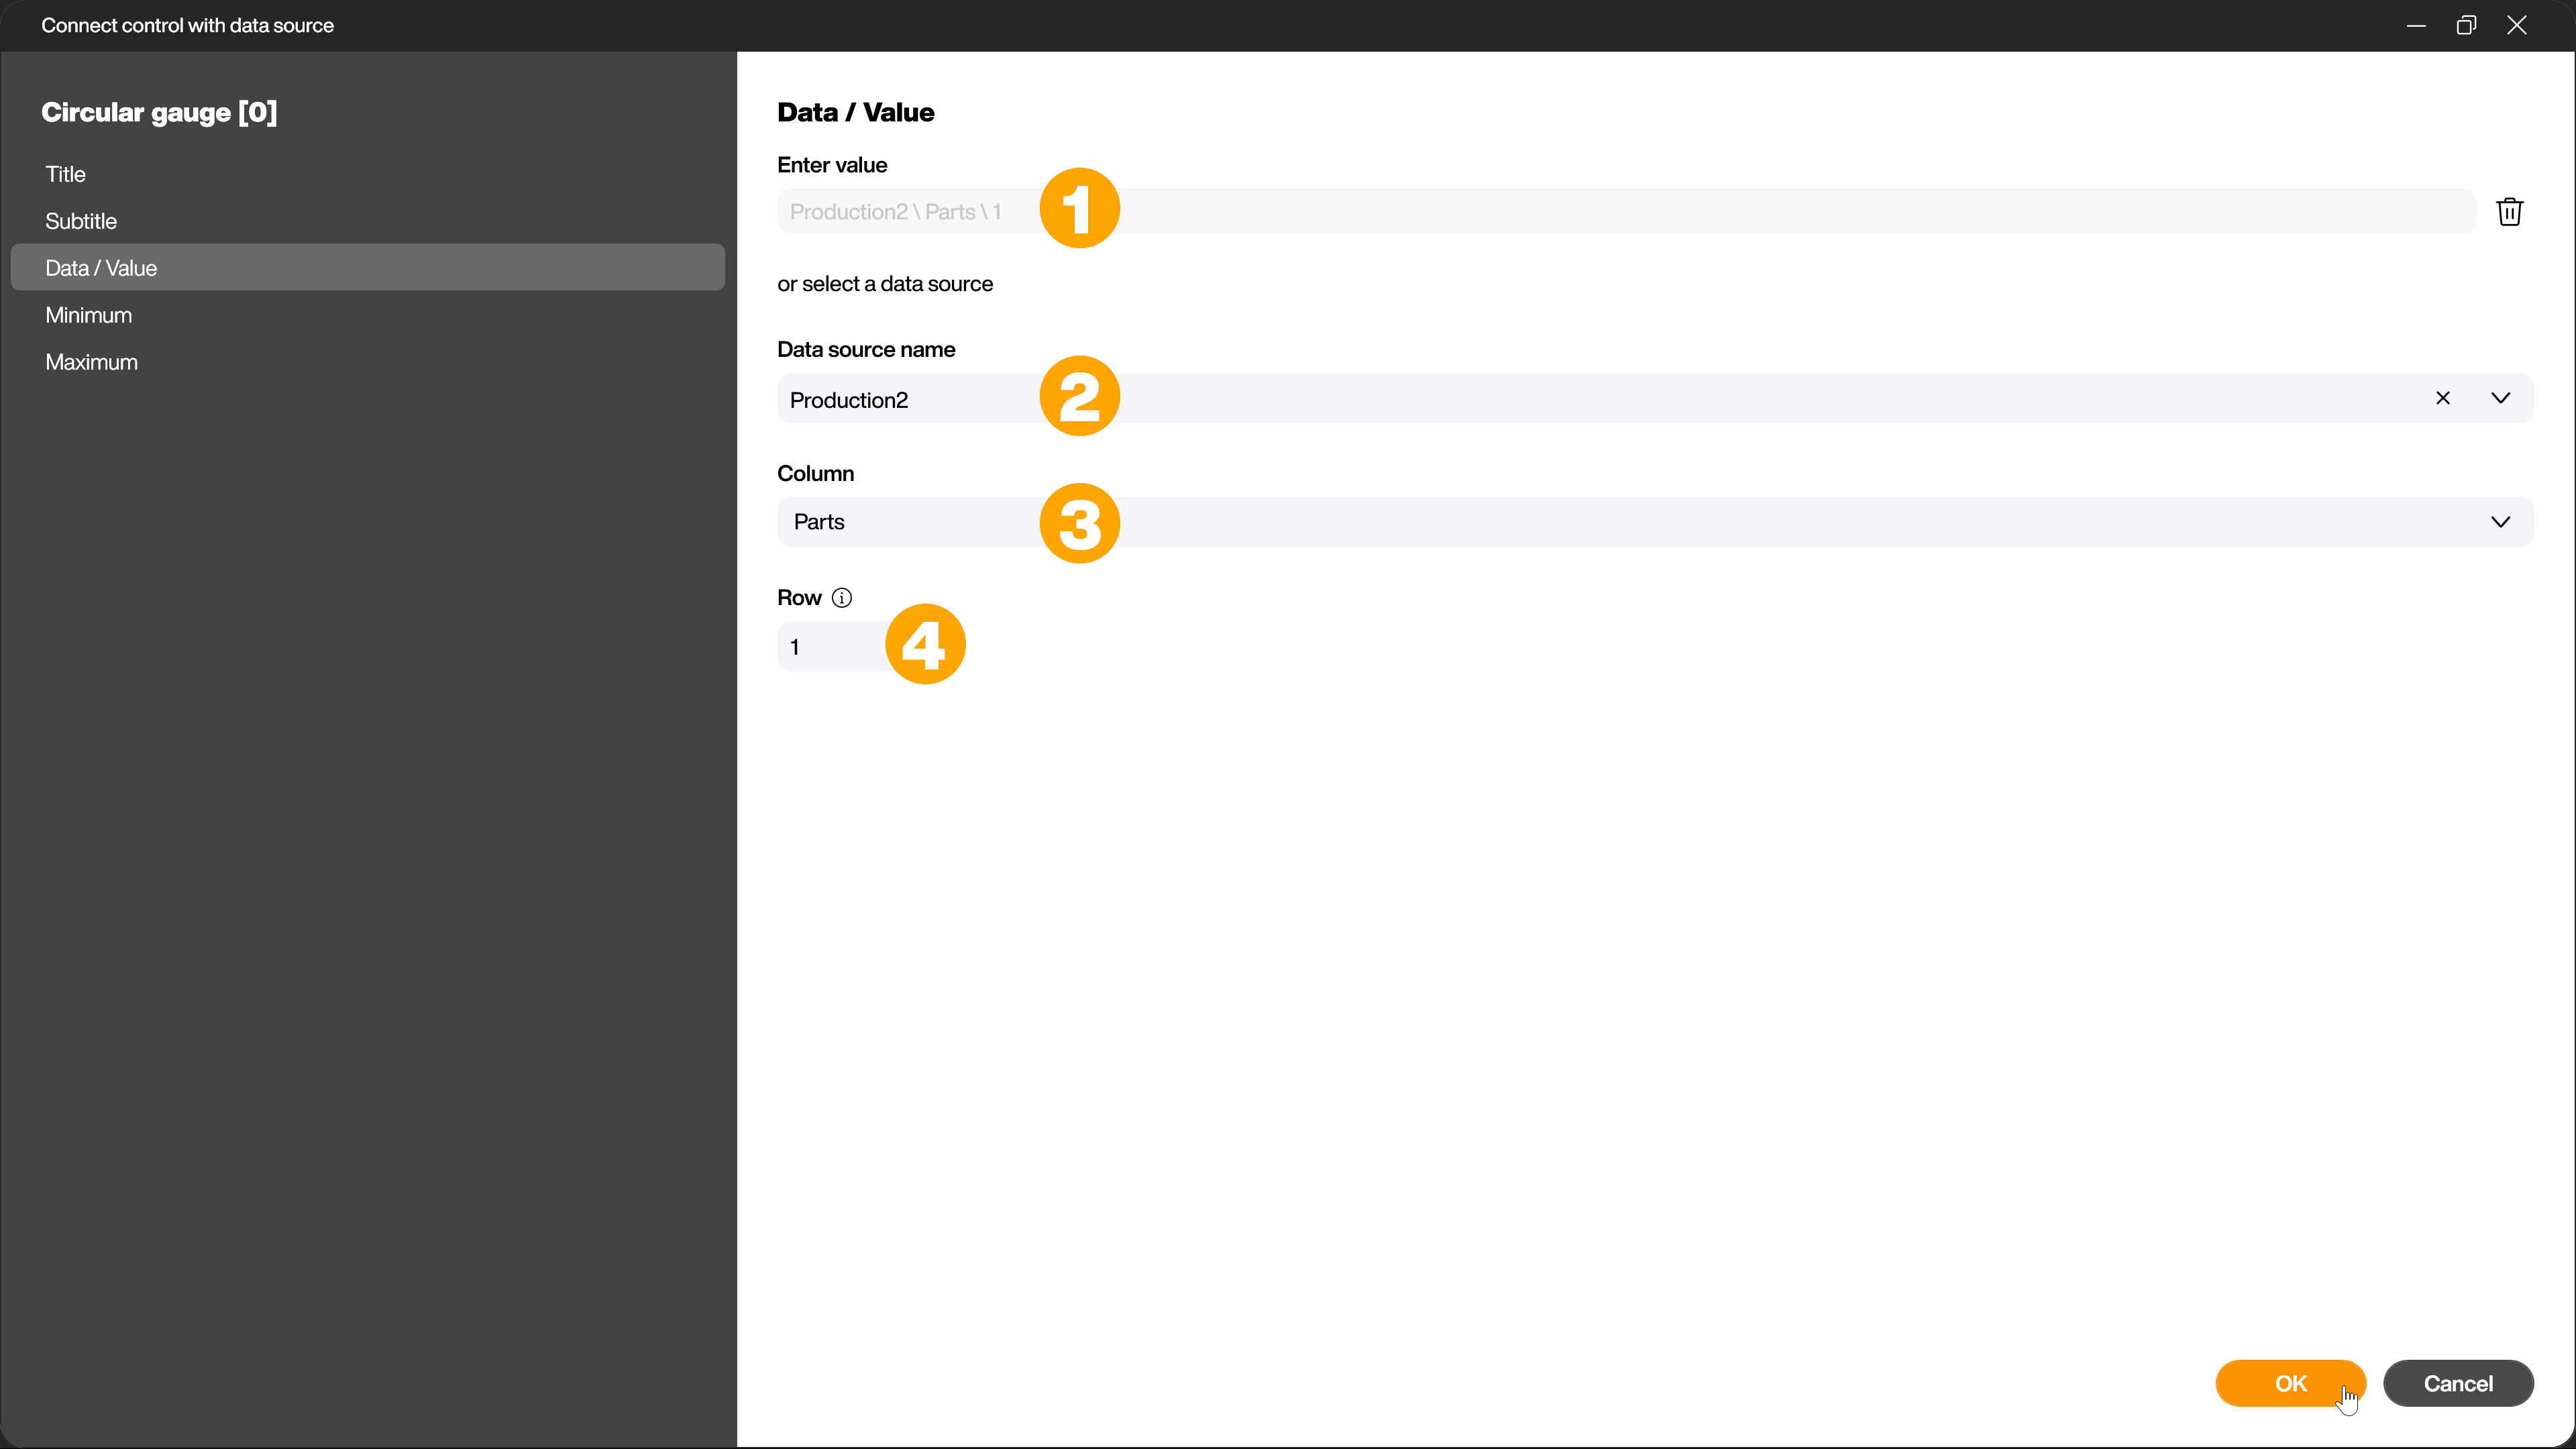 Connect control with data source
Circular gauge [0]
Title
Subtitle
Data / Value
Minimum
Maximum
Data / Value
Enter value
Production2 \ Parts \ 1
1
or select a data source
Data source name
Production2
2
Column
Parts
3
Row
1
4
OK
Cancel